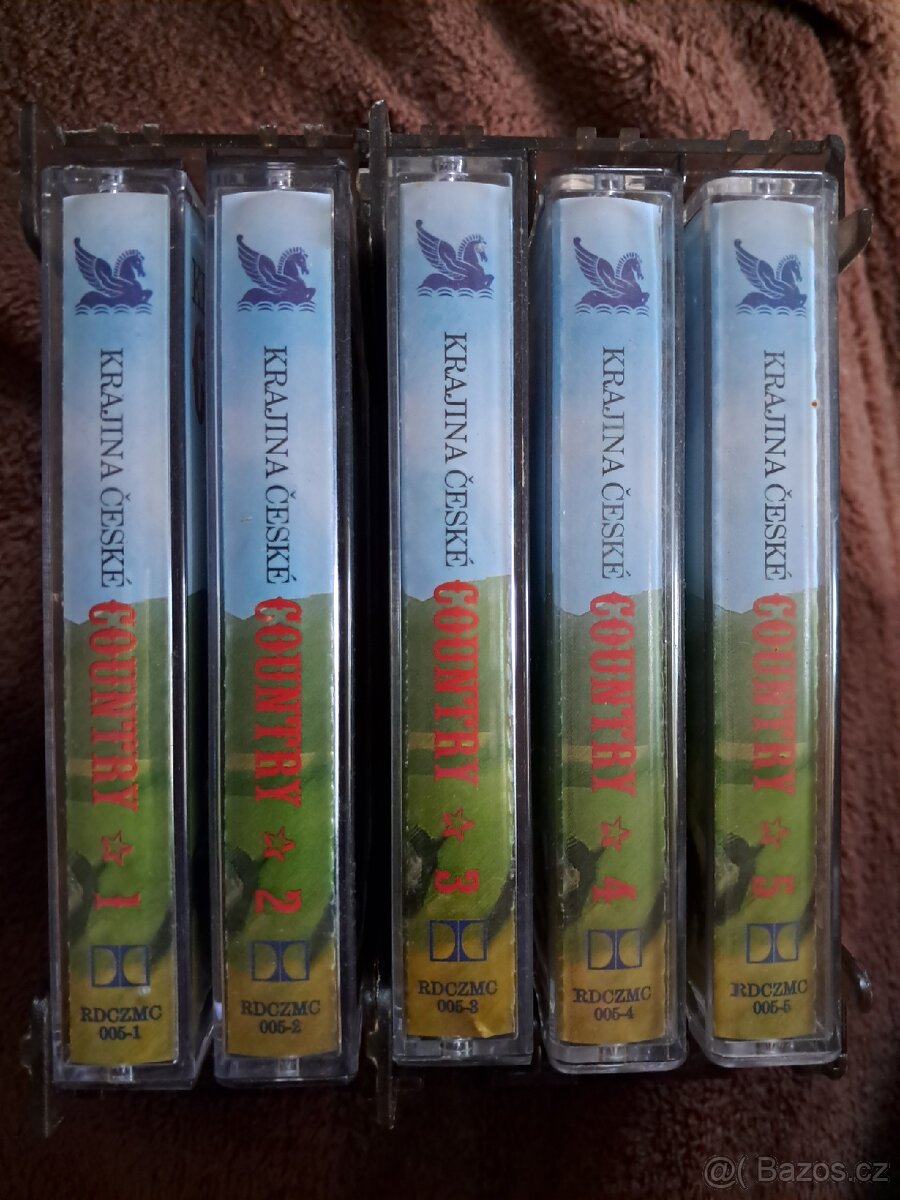 KRAJINA ČESKÉ COUNTRY ★ 1
RDCZMC
005-1
KRAJINA ČESKÉ COUNTRY ★ 2
RDCZMC
005-2
KRAJINA ČESKÉ COUNTRY ★ 3
RDCZMC
005-3
KRAJINA ČESKÉ COUNTRY ★ 4
RDCZMC
005-4
KRAJINA ČESKÉ COUNTRY ★ 5
RDCZMC
005-5
@( Bazos.cz